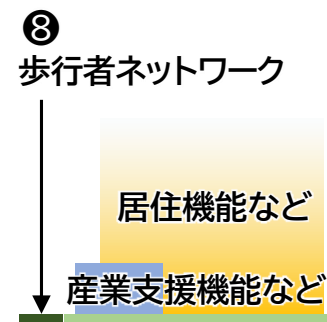 ❽
歩行者ネットワーク
居住機能など
産業支援機能など